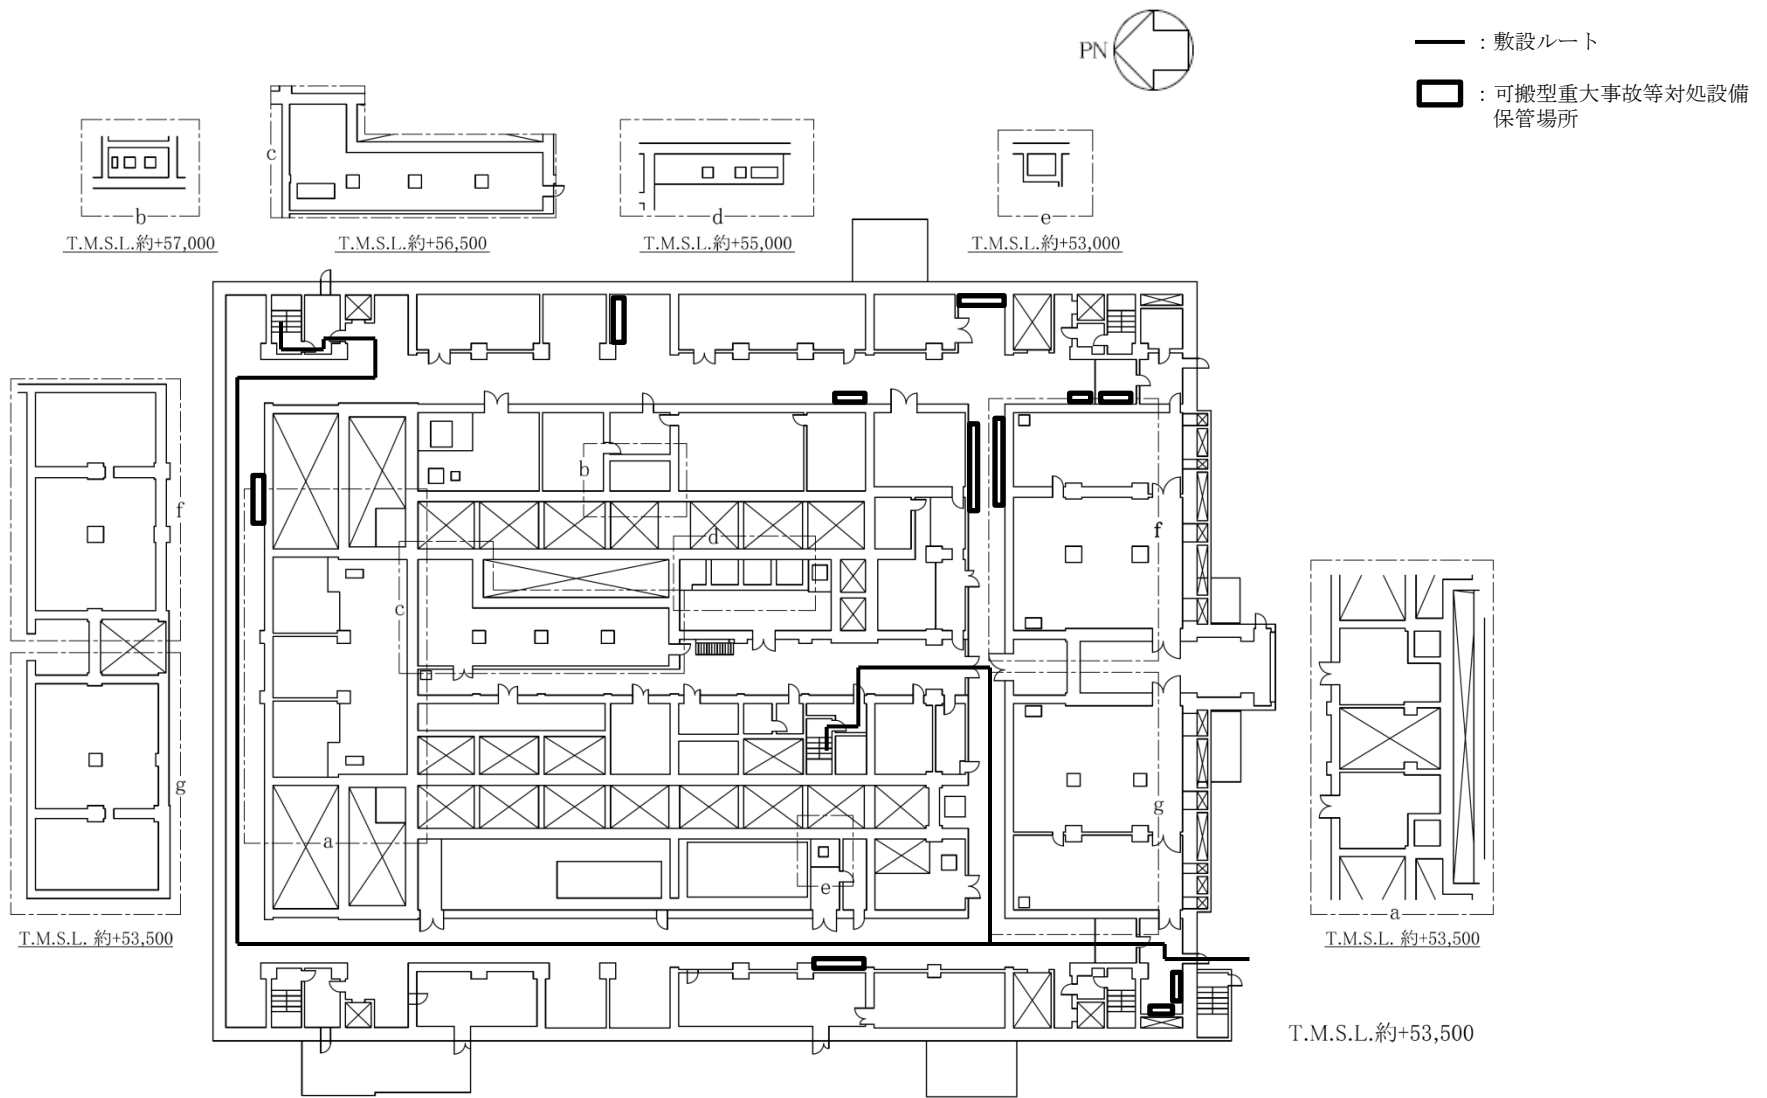 PN
：敷設ルート
：可搬型重大事故等対処設備
保管場所
b
T.M.S.L.約+57,000
c
T.M.S.L.約+56,500
d
T.M.S.L.約+55,000
e
T.M.S.L.約+53,000
f
g
T.M.S.L. 約+53,500
b
d
c
a
e
f
g
a
T.M.S.L. 約+53,500
T.M.S.L.約+53,500